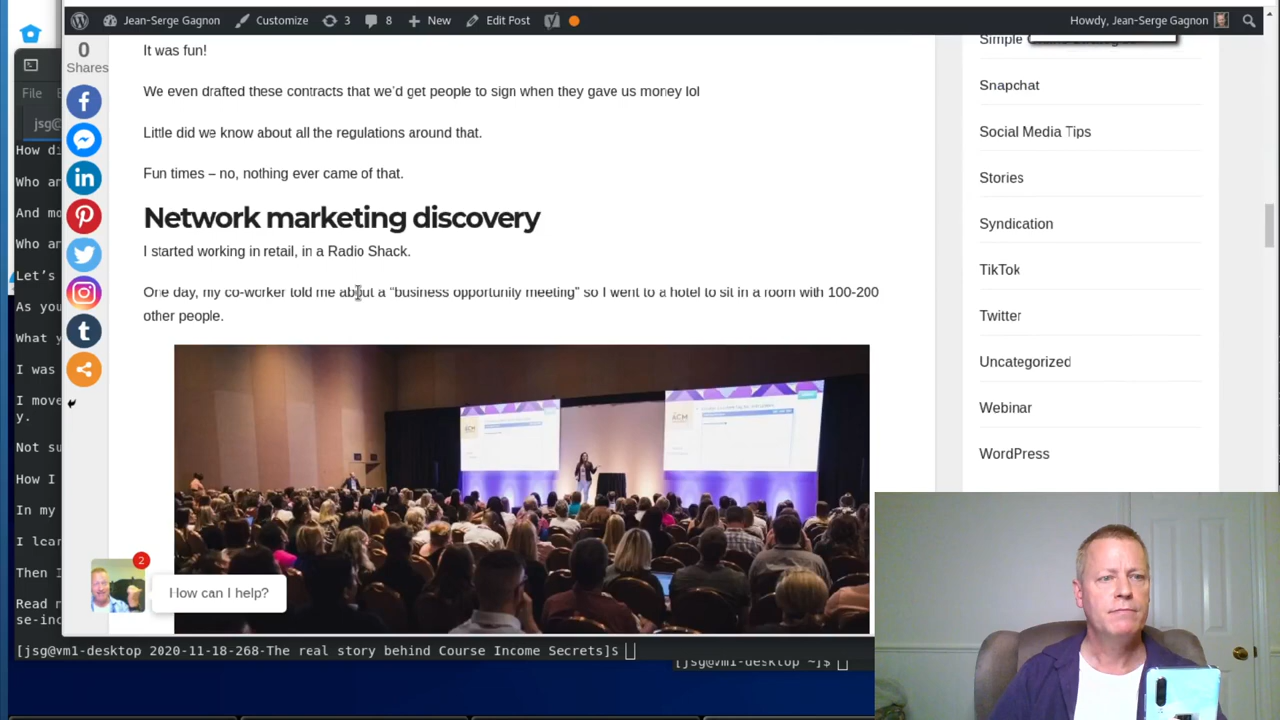 Jean-Serge Gagnon
Customize
3
8
New
Edit Post
Howdy, Jean-Serge Gagnon
0
Shares
File
jsg@
How di
Who an
And mo
Who an
Let's
As you
What y
I was
I move
y.
Not su
How I
In my
I lear
Then I
Read m
se-inc
It was fun!
We even drafted these contracts that we'd get people to sign when they gave us money lol
Little did we know about all the regulations around that.
Fun times – no, nothing ever came of that.
Network marketing discovery
I started working in retail, in a Radio Shack.
One day, my co-worker told me about a “business opportunity meeting” so I went to a hotel to sit in a room with 100-200
other people.
ACM
2
How can I help?
Simple
Snapchat
Social Media Tips
Stories
Syndication
TikTok
Twitter
Uncategorized
Webinar
WordPress
[jsg@vm1-desktop 2020-11-18-268-The real story behind Course Income Secrets]$
[jsg@vm1-desktop ~]$